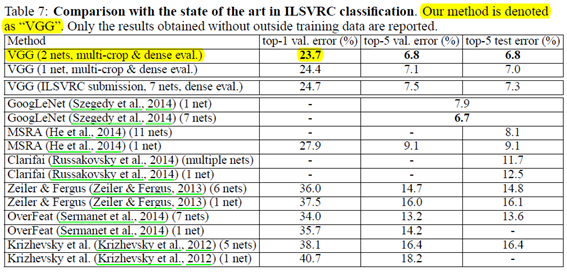 Table 7: Comparison with the state of the art in ILSVRC classification. Our method is denoted
as “VGG”. Only the results obtained without outside training data are reported.
Method top-1 val. error (%) top-5 val. error (%) top-5 test error (%)
VGG (2 nets, multi-crop & dense eval.) 23.7 6.8 6.8
VGG (1 net, multi-crop & dense eval.) 24.4 7.1 7.0
VGG (ILSVRC submission, 7 nets, dense eval.) 24.7 7.5 7.3
GoogLeNet (Szegedy et al., 2014) (1 net) - 7.9
GoogLeNet (Szegedy et al., 2014) (7 nets) - 6.7
MSRA (He et al., 2014) (11 nets) - - 8.1
MSRA (He et al., 2014) (1 net) 27.9 9.1 9.1
Clarifai (Russakovsky et al., 2014) (multiple nets) - - 11.7
Clarifai (Russakovsky et al., 2014) (1 net) - - 12.5
Zeiler & Fergus (Zeiler & Fergus, 2013) (6 nets) 36.0 14.7 14.8
Zeiler & Fergus (Zeiler & Fergus, 2013) (1 net) 37.5 16.0 16.1
OverFeat (Sermanet et al., 2014) (7 nets) 34.0 13.2 13.6
OverFeat (Sermanet et al., 2014) (1 net) 35.7 14.2 -
Krizhevsky et al. (Krizhevsky et al., 2012) (5 nets) 38.1 16.4 16.4
Krizhevsky et al. (Krizhevsky et al., 2012) (1 net) 40.7 18.2 -